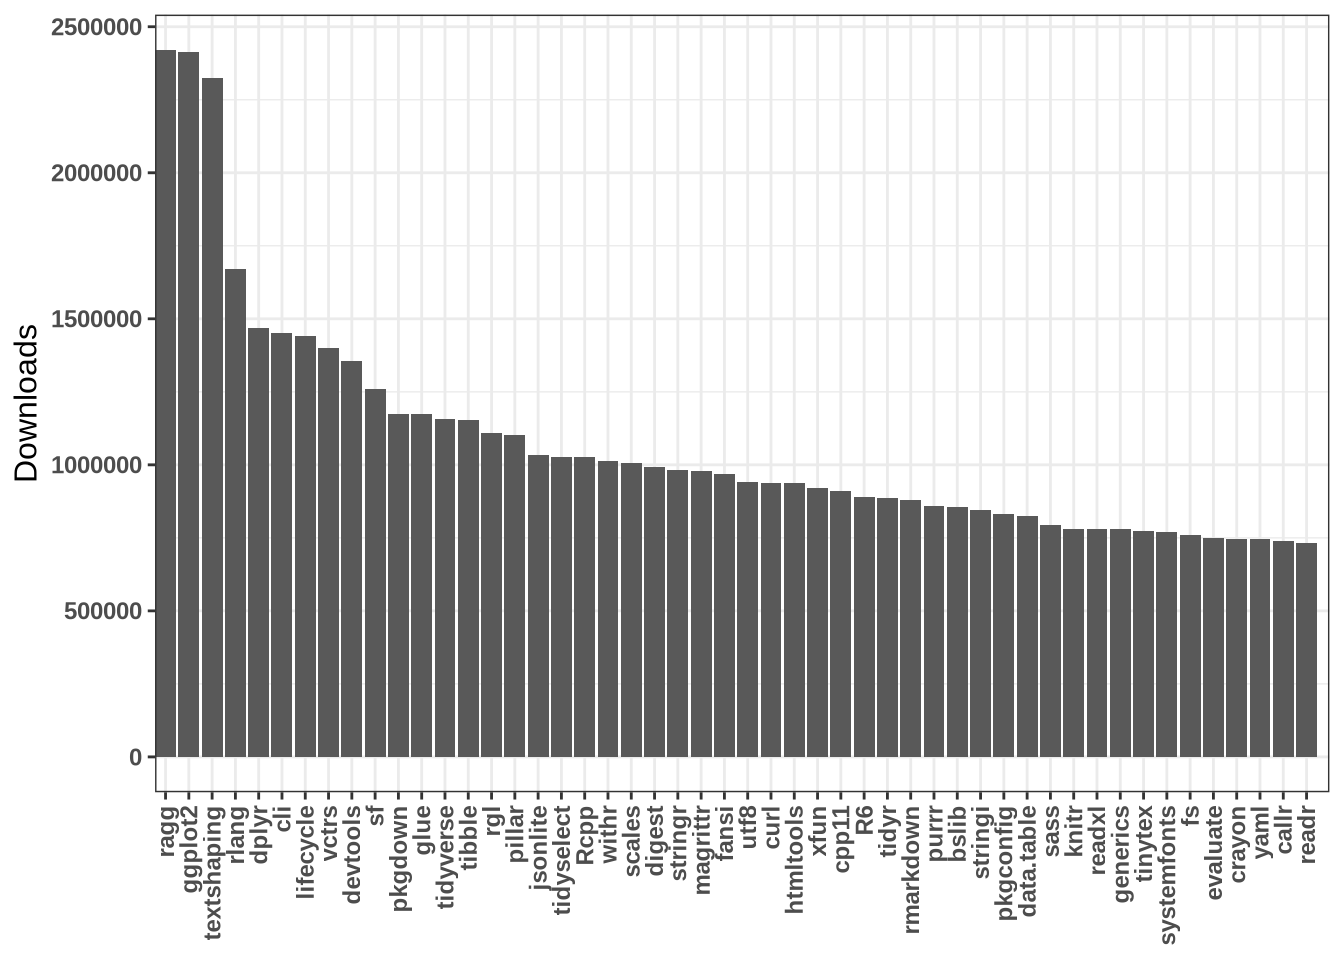 2500000
2000000
1500000
1000000
500000
0
Downloads
ragg
ggplot2
textshaping
rlang
dplyr
cli
lifecycle
vctrs
devtools
sf
pkgdown
glue
tidyverse
tibble
rgl
pillar
jsonlite
tidyselect
Rcpp
withr
scales
digest
stringr
magrittr
fansi
utf8
curl
htmltools
xfun
cpp11
R6
tidyr
rmarkdown
purrr
bslib
stringi
pkgconfig
data.table
sass
knitr
readxl
generics
tinytex
systemfonts
fs
evaluate
crayon
yaml
callr
readr